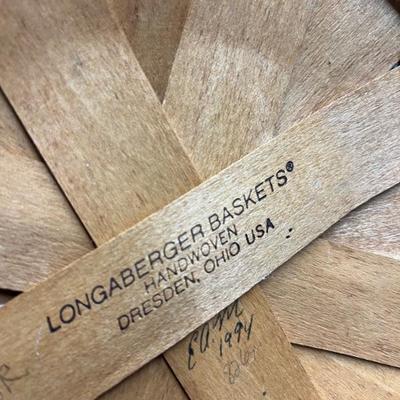 LONGABERGER BASKETS®
HANDWOVEN
DRESDEN, OHIO USA
1994